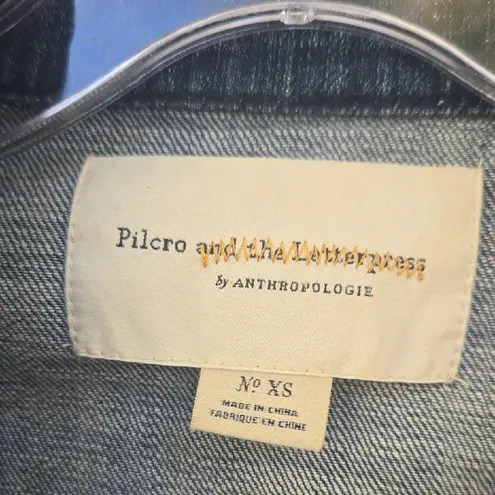 Pilcro and the Letterpress
by ANTHROPOLOGIE
Nº XS
MADE IN CHINA
FABRIQUE EN CHINE